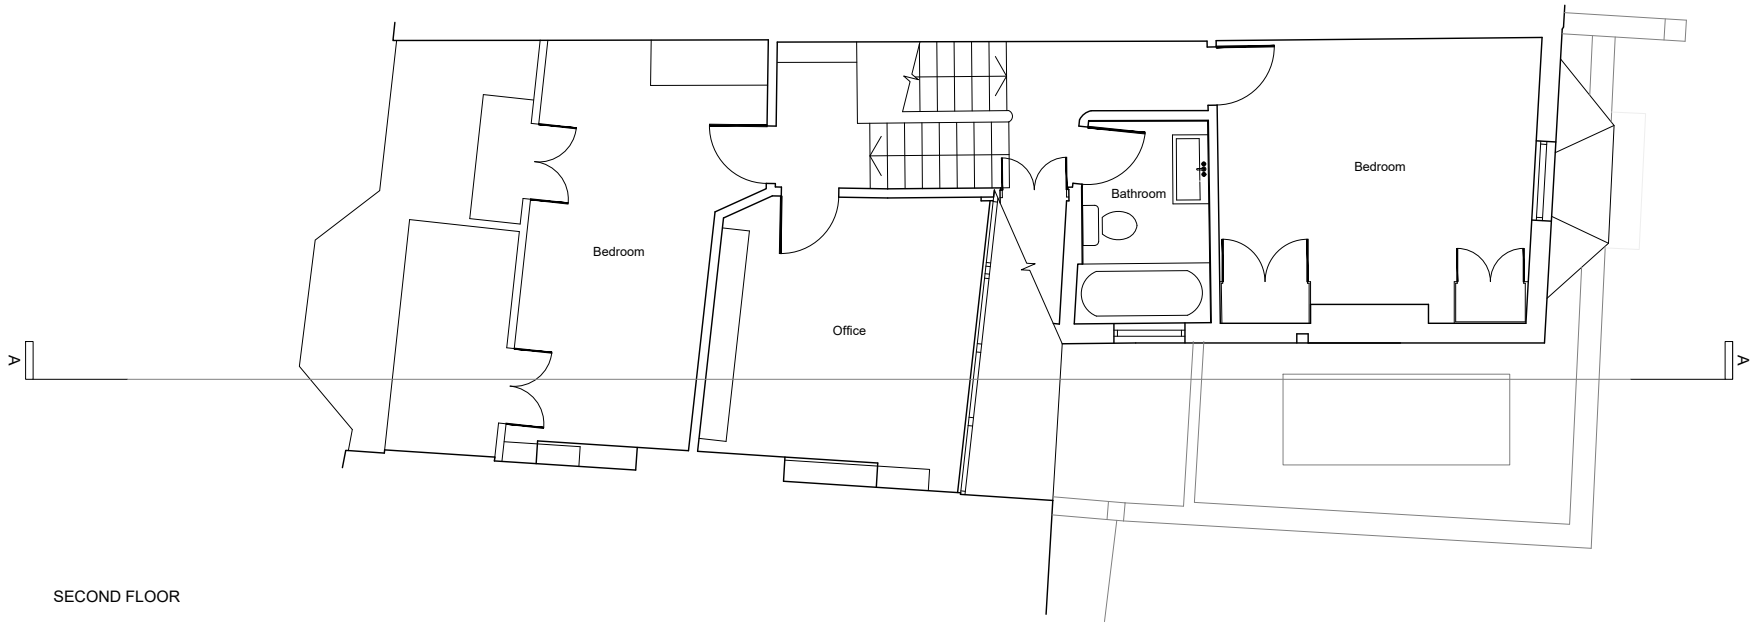 Bedroom
Bathroom
Bedroom
Office
A
A
SECOND FLOOR